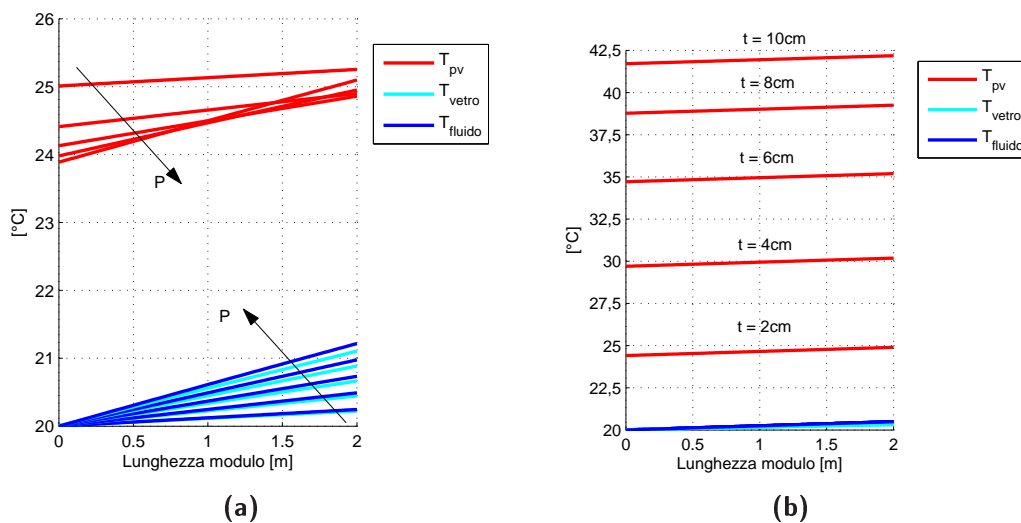 26
25
24
23
22
21
20
[°C]
0
0.5
1
1.5
2
Lunghezza modulo [m]
P
P
T_pv
T_vetro
T_fluido
(a)
42,5
40
37,5
35
32,5
30
27,5
25
22,5
20
[°C]
0
0.5
1
1.5
2
Lunghezza modulo [m]
t = 10cm
t = 8cm
t = 6cm
t = 4cm
t = 2cm
T_pv
T_vetro
T_fluido
(b)